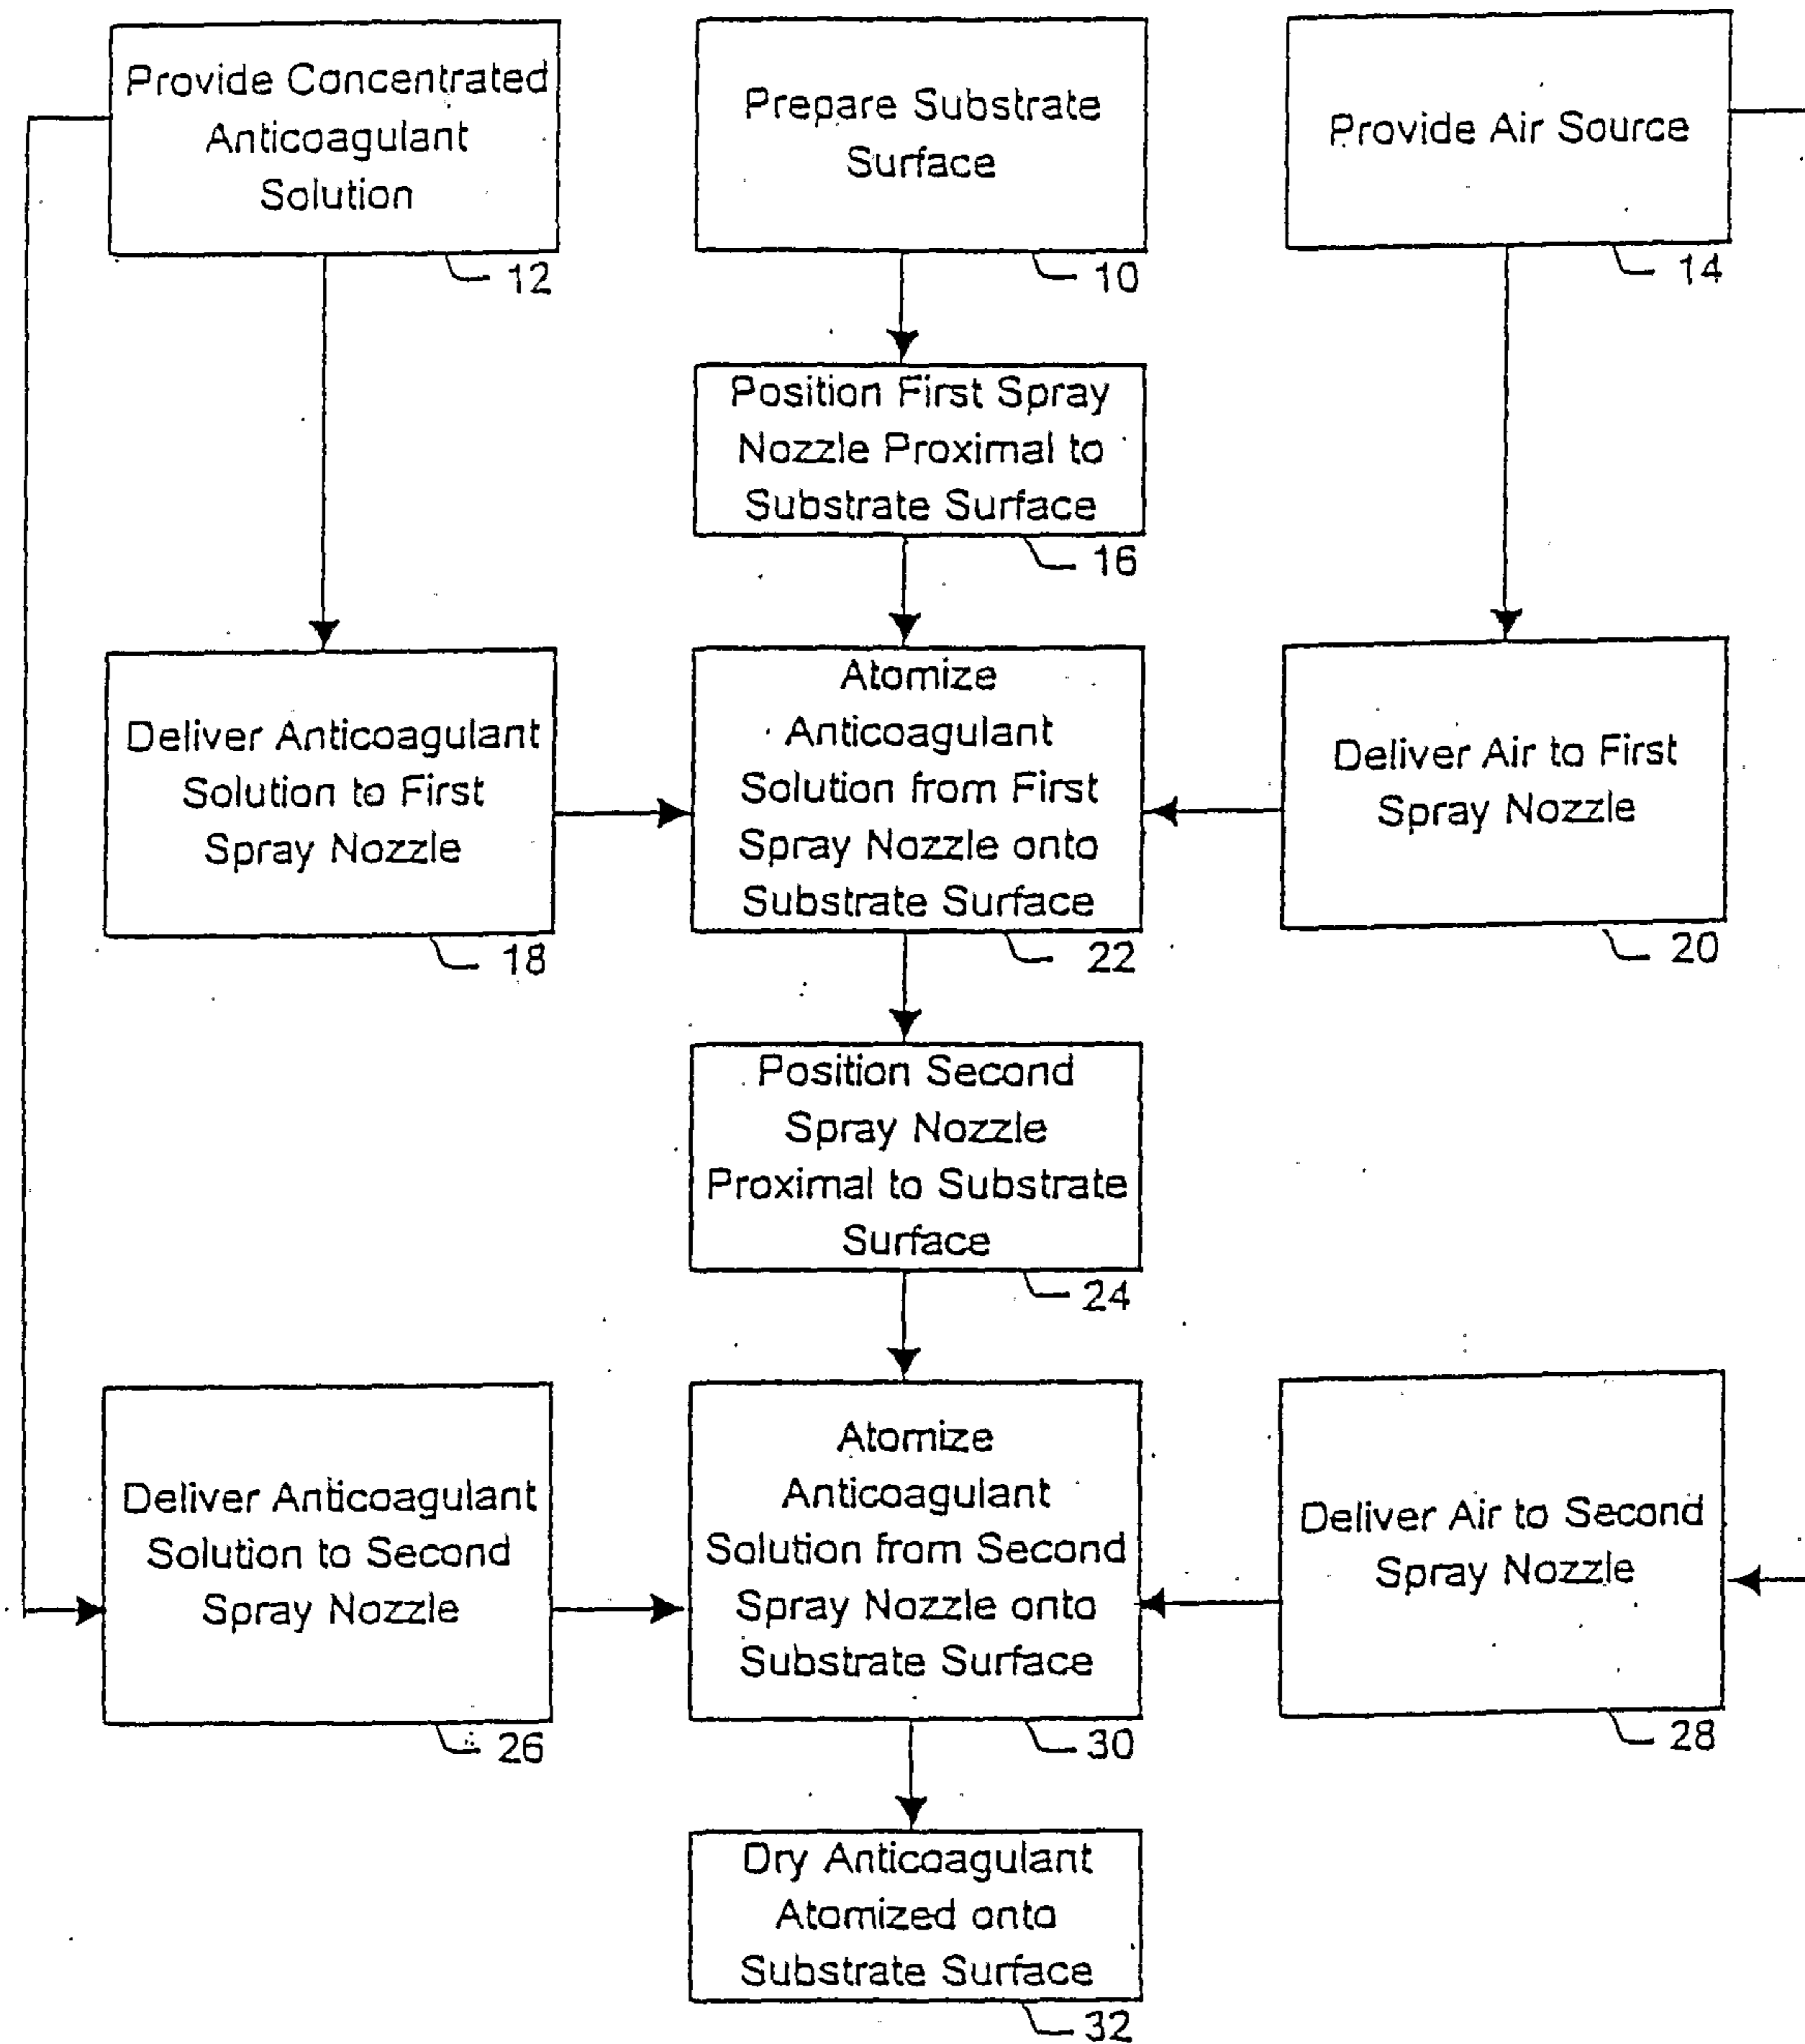 Provide Concentrated
Anticoagulant
Solution
12
Prepare Substrate
Surface
10
Provide Air Source
14
Position First Spray
Nozzle Proximal to
Substrate Surface
16
Deliver Anticoagulant
Solution to First
Spray Nozzle
18
Atomize
Anticoagulant
Solution from First
Spray Nozzle onto
Substrate Surface
22
Deliver Air to First
Spray Nozzle
20
Position Second
Spray Nozzle
Proximal to Substrate
Surface
24
Deliver Anticoagulant
Solution to Second
Spray Nozzle
26
Atomize
Anticoagulant
Solution from Second
Spray Nozzle onto
Substrate Surface
30
Deliver Air to Second
Spray Nozzle
28
Dry Anticoagulant
Atomized onto
Substrate Surface
32